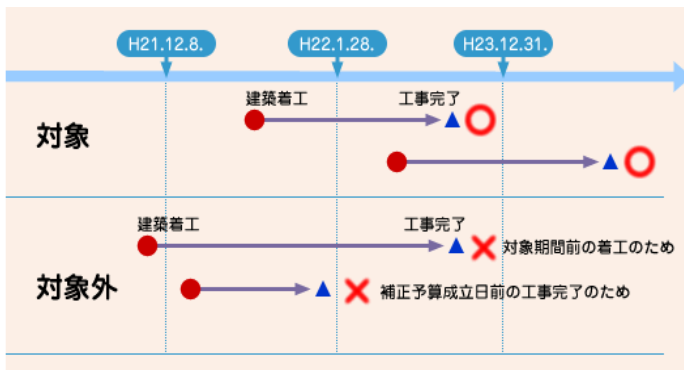 H21.12.8.
H22.1.28.
H23.12.31.
対象
建築着工
工事完了
対象外
建築着工
工事完了
対象期間前の着工のため
補正予算成立日前の工事完了のため